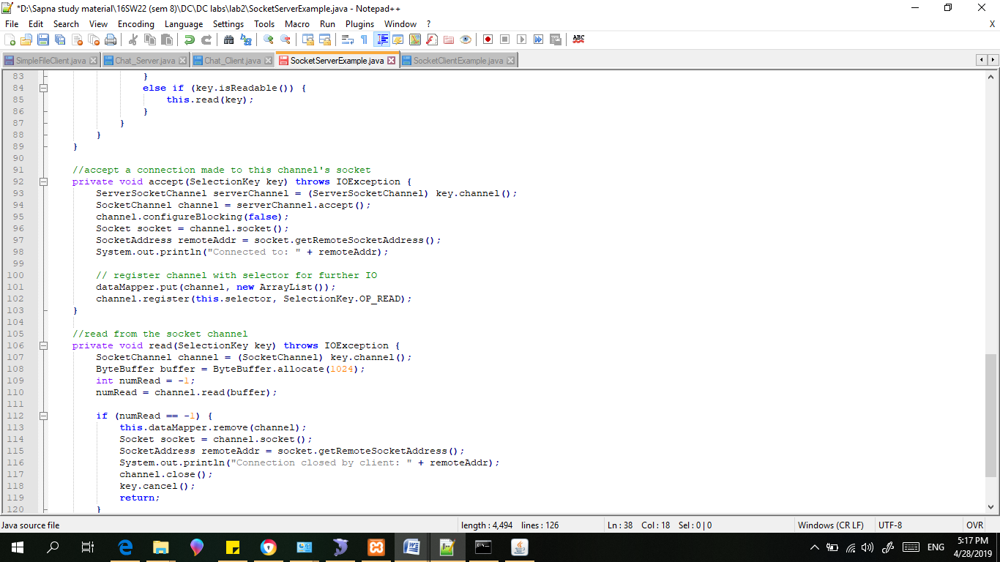 *D:\Sapna study material\16SW22 (sem 8)\DC\DC labs\lab2\SocketServerExample.java - Notepad++
File Edit Search View Encoding Language Settings Tools Macro Run Plugins Window ? X
ABC
SimpleFileClient.java Chat_Server.java Chat_Client.java SocketServerExample.java SocketClientExample.java
83 }
84 else if (key.isReadable()) {
85 this.read(key);
86 }
87 }
88 }
89 }
90
91 //accept a connection made to this channel's socket
92 private void accept(SelectionKey key) throws IOException {
93 ServerSocketChannel serverChannel = (ServerSocketChannel) key.channel();
94 SocketChannel channel = serverChannel.accept();
95 channel.configureBlocking(false);
96 Socket socket = channel.socket();
97 SocketAddress remoteAddr = socket.getRemoteSocketAddress();
98 System.out.println("Connected to: " + remoteAddr);
99
100 // register channel with selector for further IO
101 dataMapper.put(channel, new ArrayList());
102 channel.register(this.selector, SelectionKey.OP_READ);
103 }
104
105 //read from the socket channel
106 private void read(SelectionKey key) throws IOException {
107 SocketChannel channel = (SocketChannel) key.channel();
108 ByteBuffer buffer = ByteBuffer.allocate(1024);
109 int numRead = -1;
110 numRead = channel.read(buffer);
111
112 if (numRead == -1) {
113 this.dataMapper.remove(channel);
114 Socket socket = channel.socket();
115 SocketAddress remoteAddr = socket.getRemoteSocketAddress();
116 System.out.println("Connection closed by client: " + remoteAddr);
117 channel.close();
118 key.cancel();
119 return;
120 }
Java source file length : 4,494 lines : 126 Ln : 38 Col : 18 Sel : 0 | 0 Windows (CR LF) UTF-8 OVR
ENG 5:17 PM
4/28/2019